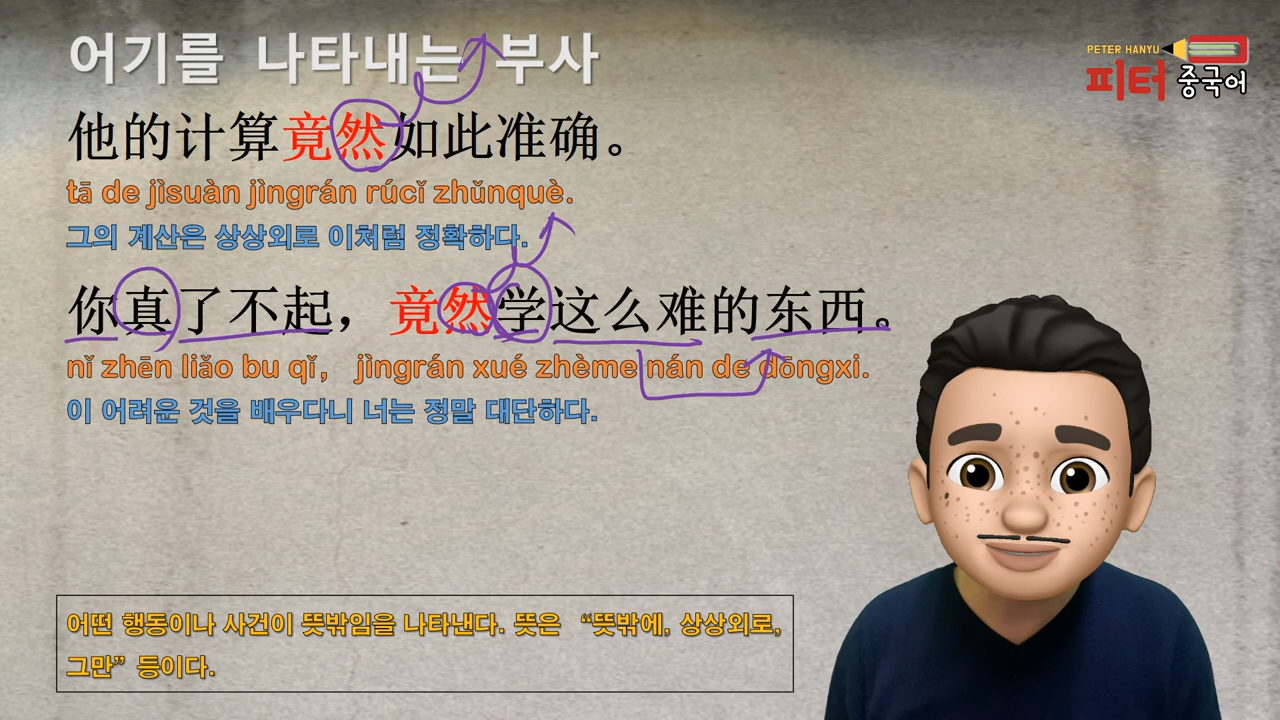 어기를 나타내는 부사
PETER HANYU
피터 중국어
他的计算竟然如此准确。
tā de jìsuàn jìngrán rúcǐ zhǔnquè.
그의 계산은 상상외로 이처럼 정확하다.
你真了不起，竟然学这么难的东西。
nǐ zhēn liǎo bu qǐ, jìngrán xué zhème nán de dōngxi.
이 어려운 것을 배우다니 너는 정말 대단하다.
어떤 행동이나 사건이 뜻밖임을 나타낸다. 뜻은 “뜻밖에, 상상외로,
그만” 등이다.